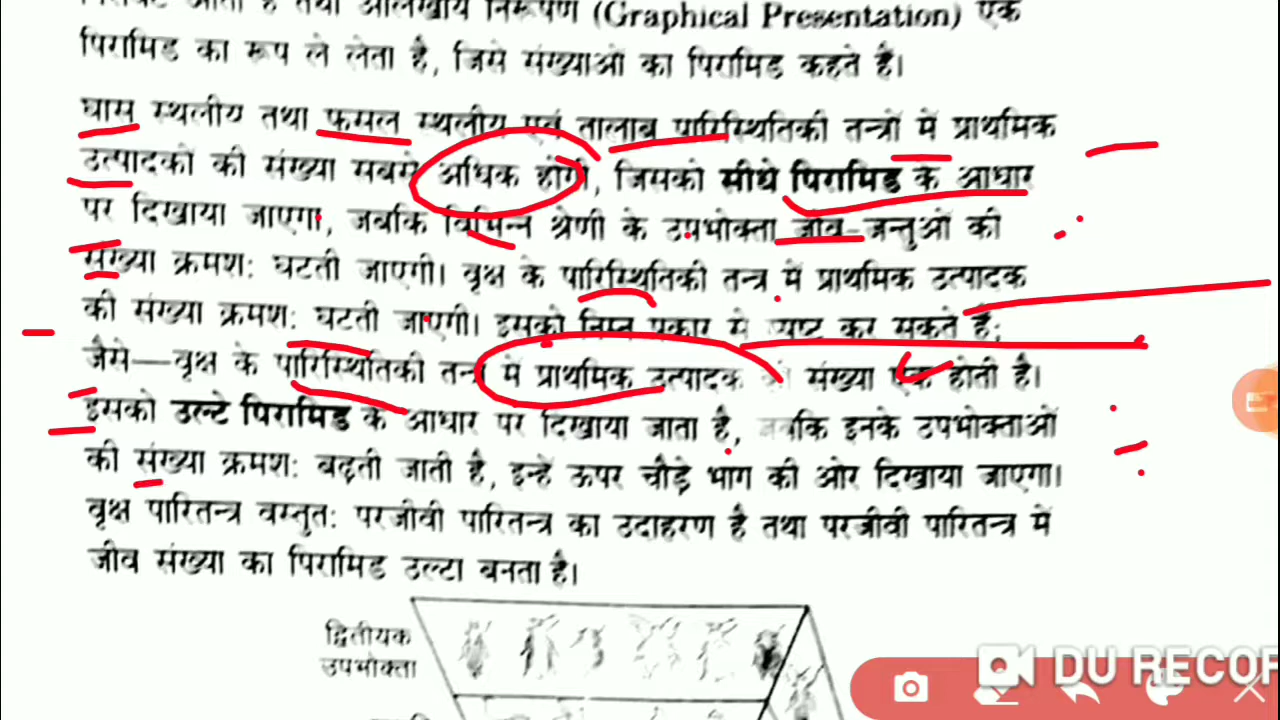 तथा आलेखीय निरूपण (Graphical Presentation) एक
पिरामिड का रूप ले लेता है, जिसे संख्याओं का पिरामिड कहते हैं।
घास स्थलीय तथा फसल स्थलीय एवं तालाब पारिस्थितिकी तन्त्रों में प्राथमिक
उत्पादकों की संख्या सबसे अधिक होगी, जिसको सीधे पिरामिड के आधार
पर दिखाया जाएगा, जबकि विभिन्न श्रेणी के उपभोक्ता जीव-जन्तुओं की
संख्या क्रमशः घटती जाएगी। वृक्ष के पारिस्थितिकी तन्त्र में प्राथमिक उत्पादक
की संख्या क्रमशः घटती जाएगी। इसको निम्न प्रकार से स्पष्ट कर सकते हैं;
जैसे—वृक्ष के पारिस्थितिकी तन्त्र में प्राथमिक उत्पादक की संख्या एक होती है।
इसको उल्टे पिरामिड के आधार पर दिखाया जाता है, जबकि इनके उपभोक्ताओं
की संख्या क्रमशः बढ़ती जाती है, इन्हें ऊपर चौड़े भाग की ओर दिखाया जाएगा।
वृक्ष पारितन्त्र वस्तुतः परजीवी पारितन्त्र का उदाहरण है तथा परजीवी पारितन्त्र में
जीव संख्या का पिरामिड उल्टा बनता है।
द्वितीयक
उपभोक्ता
DU RECOR